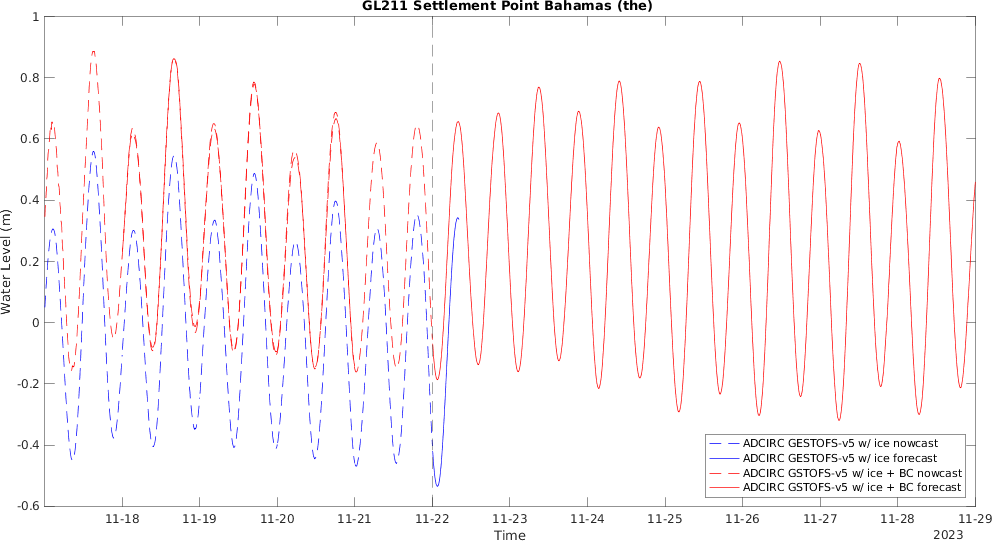 GL211 Settlement Point Bahamas (the)
1
0.8
0.6
0.4
0.2
0
-0.2
-0.4
-0.6
Water Level (m)
ADCIRC GESTOFS-v5 w/ ice nowcast
ADCIRC GESTOFS-v5 w/ ice forecast
ADCIRC GSTOFS-v5 w/ ice + BC nowcast
ADCIRC GSTOFS-v5 w/ ice + BC forecast
11-18 11-19 11-20 11-21 11-22 11-23 11-24 11-25 11-26 11-27 11-28 11-29
Time
2023